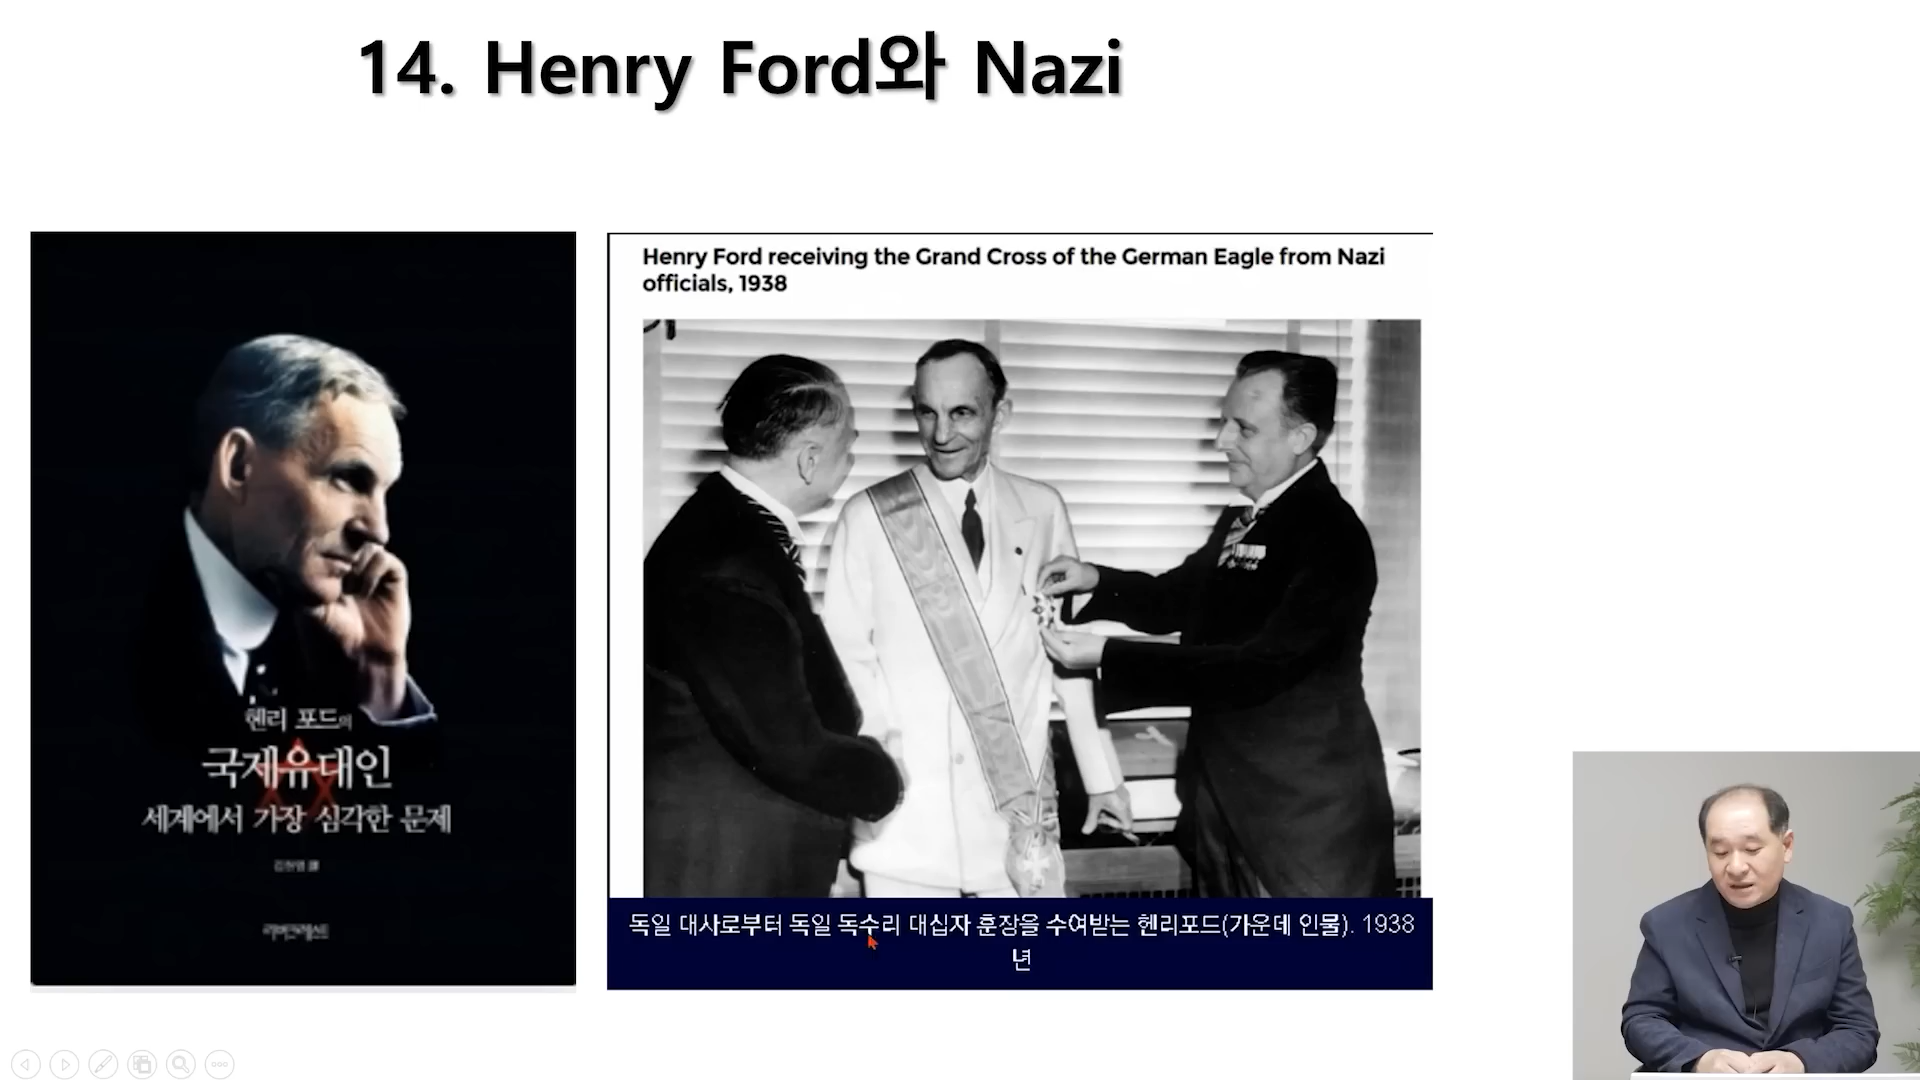 14. Henry Ford와 Nazi
헨리 포드의
국제유대인
세계에서 가장 심각한 문제
Henry Ford receiving the Grand Cross of the German Eagle from Nazi
officials, 1938
독일 대사로부터 독일 독수리 대십자 훈장을 수여받는 헨리포드(가운데 인물). 1938
년